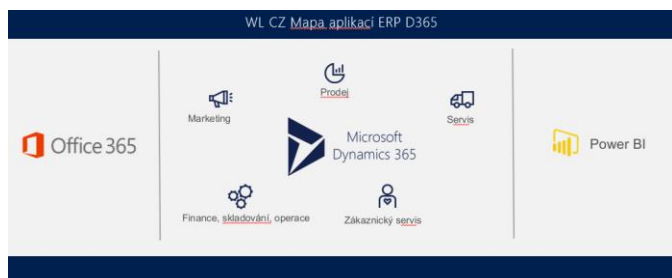 WL CZ Mapa aplikací ERP D365
Prodej
Marketing
Servis
Office 365
Microsoft
Dynamics 365
Power BI
Finance, skladování, operace
Zákaznický servis